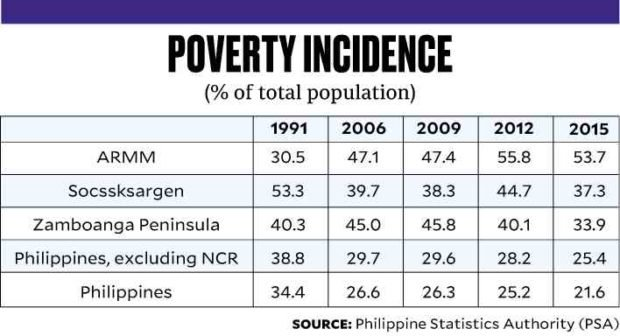 POVERTY INCIDENCE
(% of total population)
1991 2006 2009 2012 2015
ARMM 30.5 47.1 47.4 55.8 53.7
Socssksargen 53.3 39.7 38.3 44.7 37.3
Zamboanga Peninsula 40.3 45.0 45.8 40.1 33.9
Philippines, excluding NCR 38.8 29.7 29.6 28.2 25.4
Philippines 34.4 26.6 26.3 25.2 21.6
SOURCE: Philippine Statistics Authority (PSA)